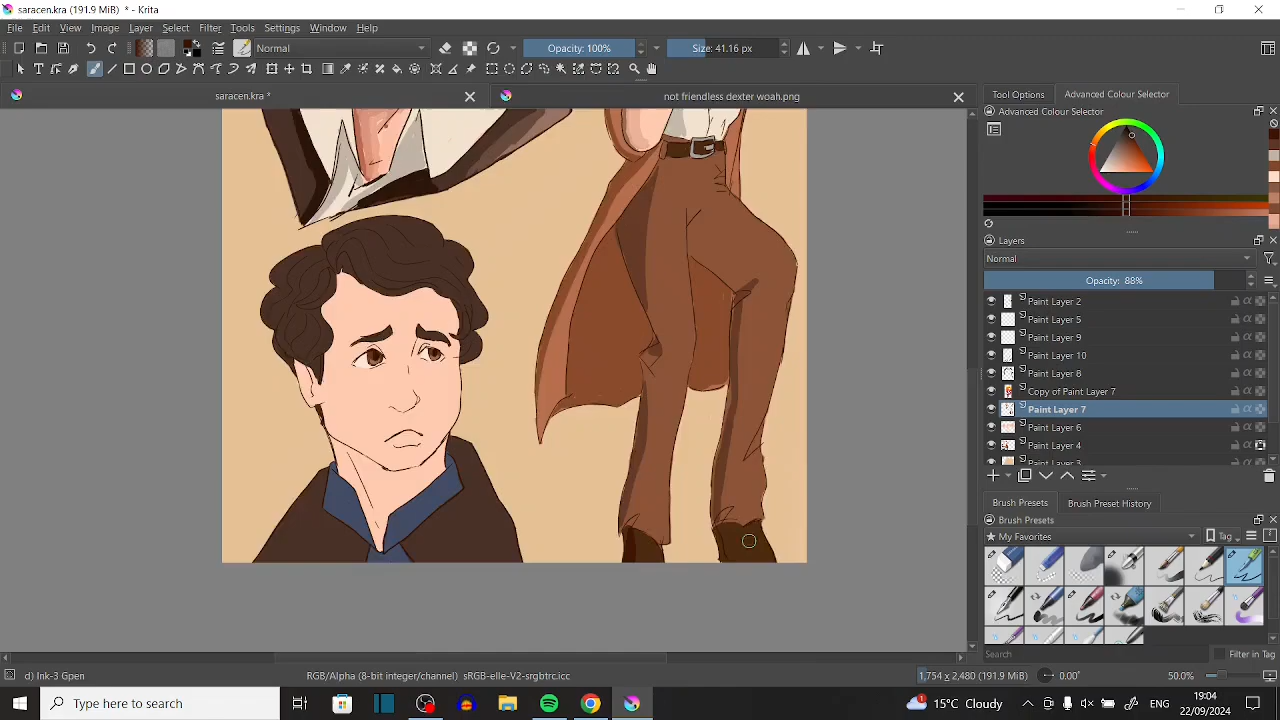 saracen.kra (191.9 MiB) * - Krita
File Edit View Image Layer Select Filter Tools Settings Window Help
Normal Opacity: 100% Size: 41.16 px
saracen.kra * not friendless dexter woah.png
Tool Options Advanced Colour Selector
Advanced Colour Selector
Layers
Normal
Opacity: 88%
Paint Layer 2
Paint Layer 5
Paint Layer 9
Paint Layer 10
Paint Layer 8
Copy of Paint Layer 7
Paint Layer 7
Paint Layer 6
Paint Layer 4
Paint Layer 3
Brush Presets Brush Preset History
Brush Presets
My Favorites Tag
Search Filter in Tag
d) Ink-3 Gpen RGB/Alpha (8-bit integer/channel) sRGB-elle-V2-srgbtrc.icc 1,754 x 2,480 (191.9 MiB) 0.00° 50.0%
Type here to search 1 15°C Cloudy ENG 19:04
22/09/2024